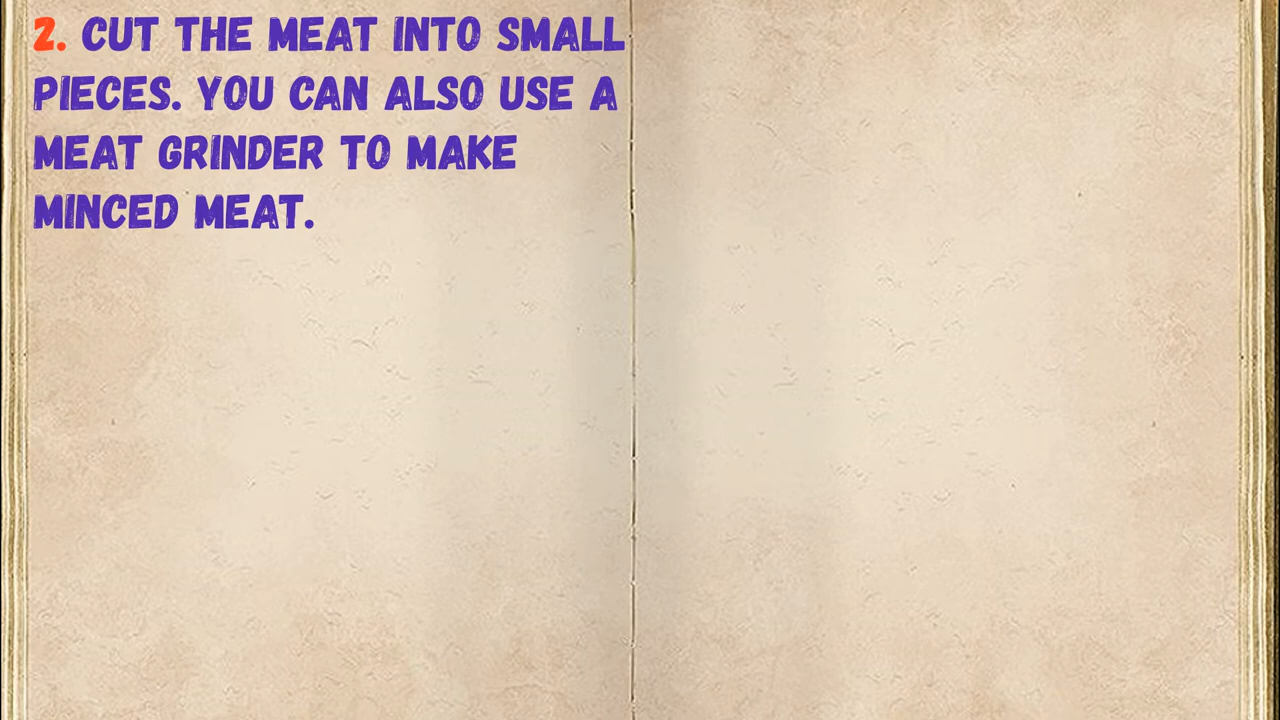 2. CUT THE MEAT INTO SMALL
PIECES. YOU CAN ALSO USE A
MEAT GRINDER TO MAKE
MINCED MEAT.